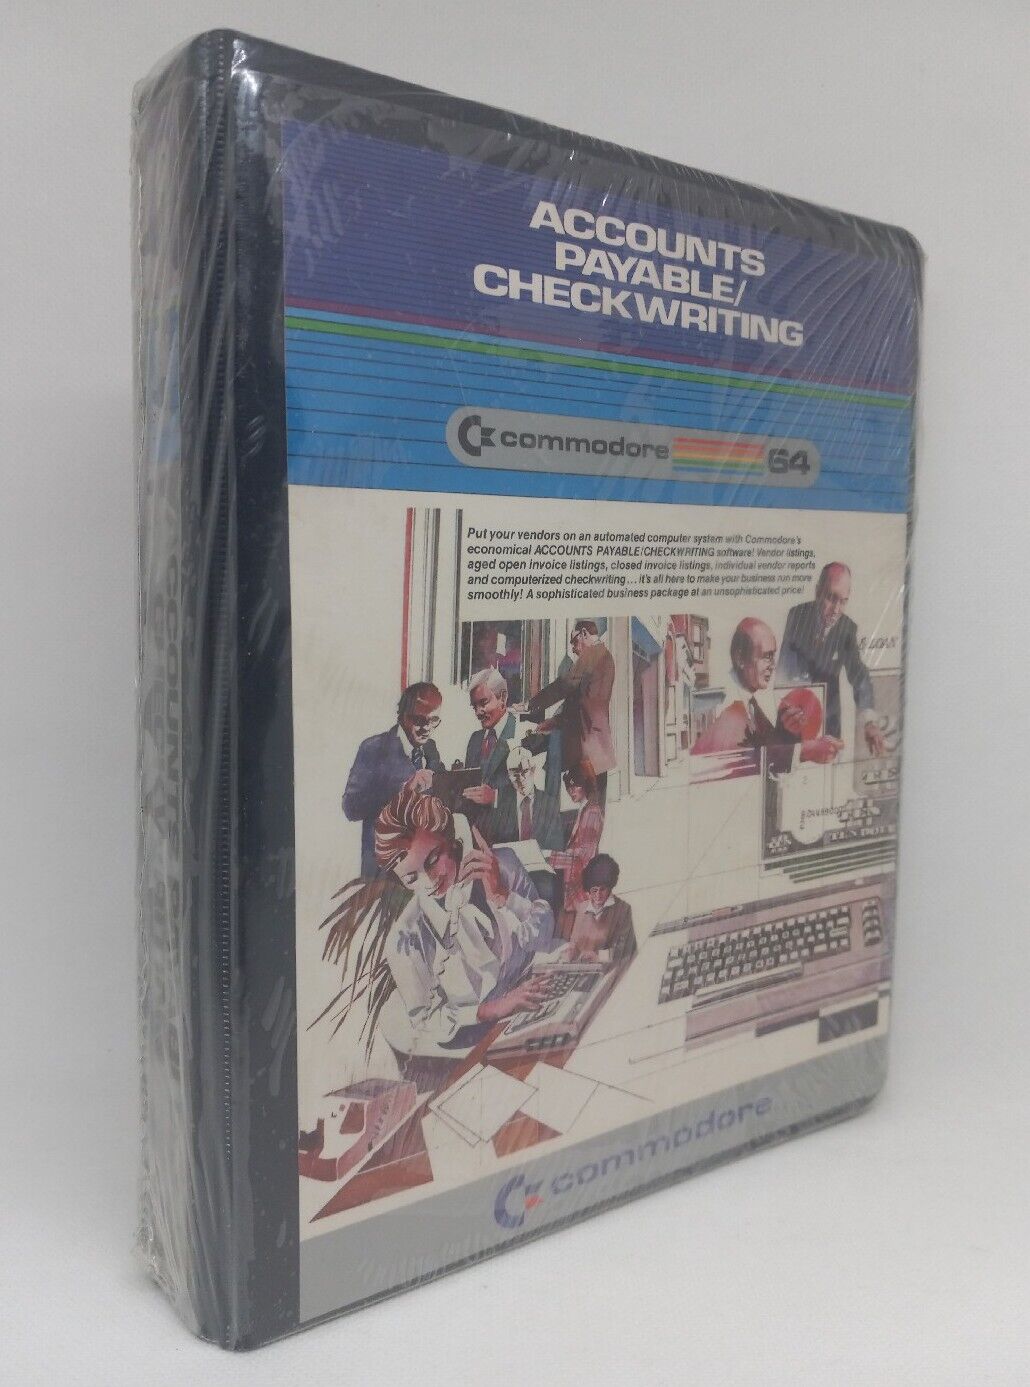 ACCOUNTS
PAYABLE/
CHECKWRITING
commodore 64
Put your vendors on an automated computer system with Commodore's
economical ACCOUNTS PAYABLE/CHECKWRITING software! Vendor listings,
aged open invoice listings, closed invoice listings, individual vendor reports
and computerized checkwriting... it's all here to make your business run more
smoothly! A sophisticated business package at an unsophisticated price!
& LOAN
commodore